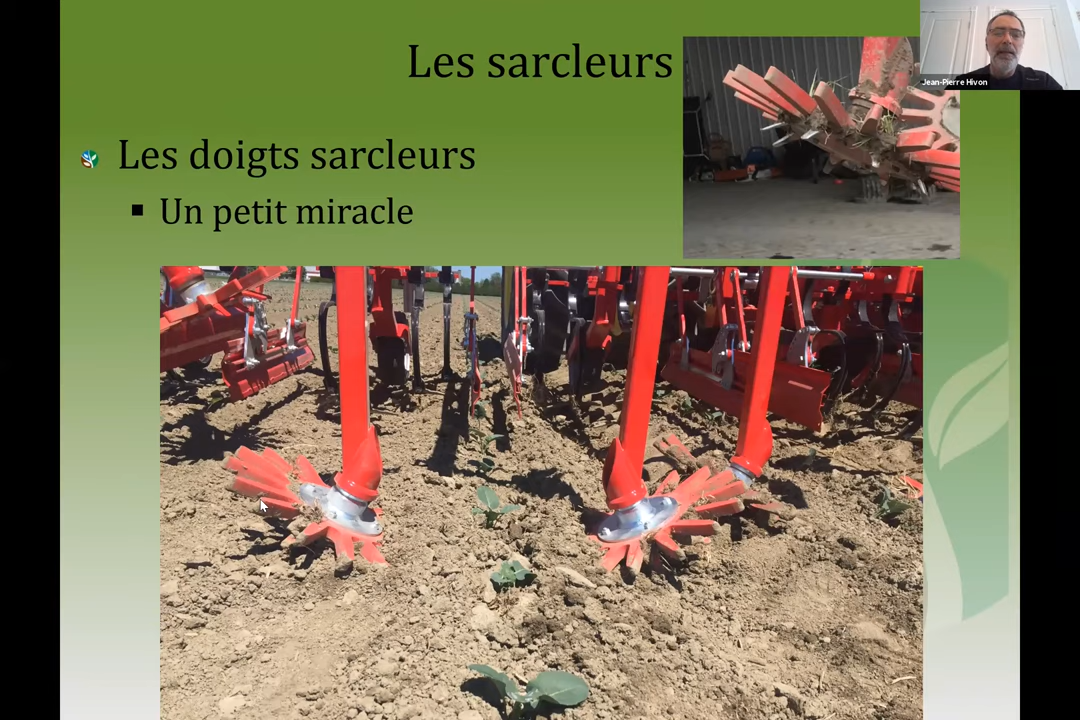 Les sarcleurs
Jean-Pierre Hivon
Les doigts sarcleurs
Un petit miracle